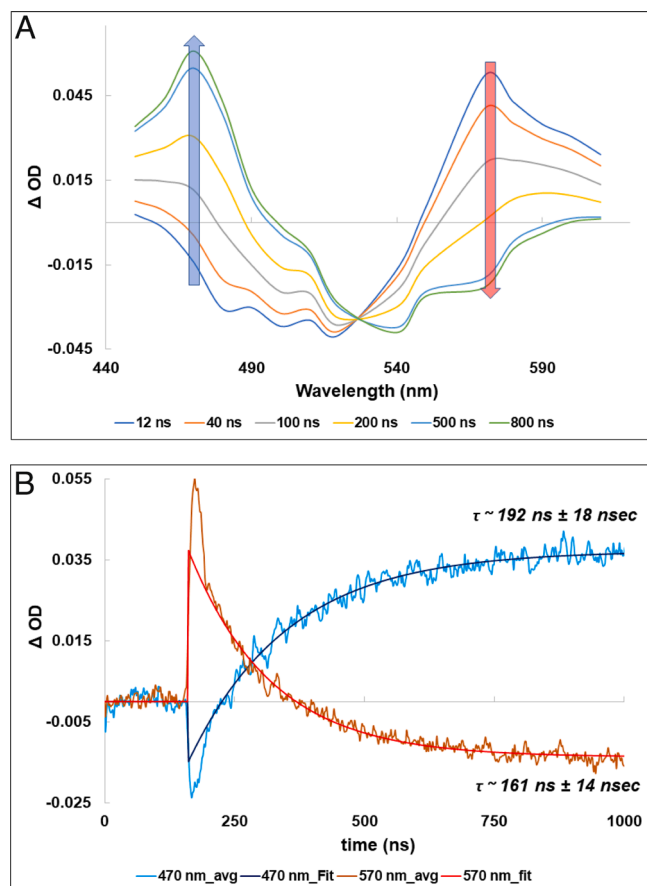 A
Δ OD
0.045
0.015
-0.015
-0.045
440 490 540 590
Wavelength (nm)
12 ns 40 ns 100 ns 200 ns 500 ns 800 ns
B
Δ OD
0.055
0.035
0.015
-0.005
-0.025
τ ~ 192 ns ± 18 nsec
τ ~ 161 ns ± 14 nsec
0 250 500 750 1000
time (ns)
470 nm_avg 470 nm_Fit 570 nm_avg 570 nm_fit